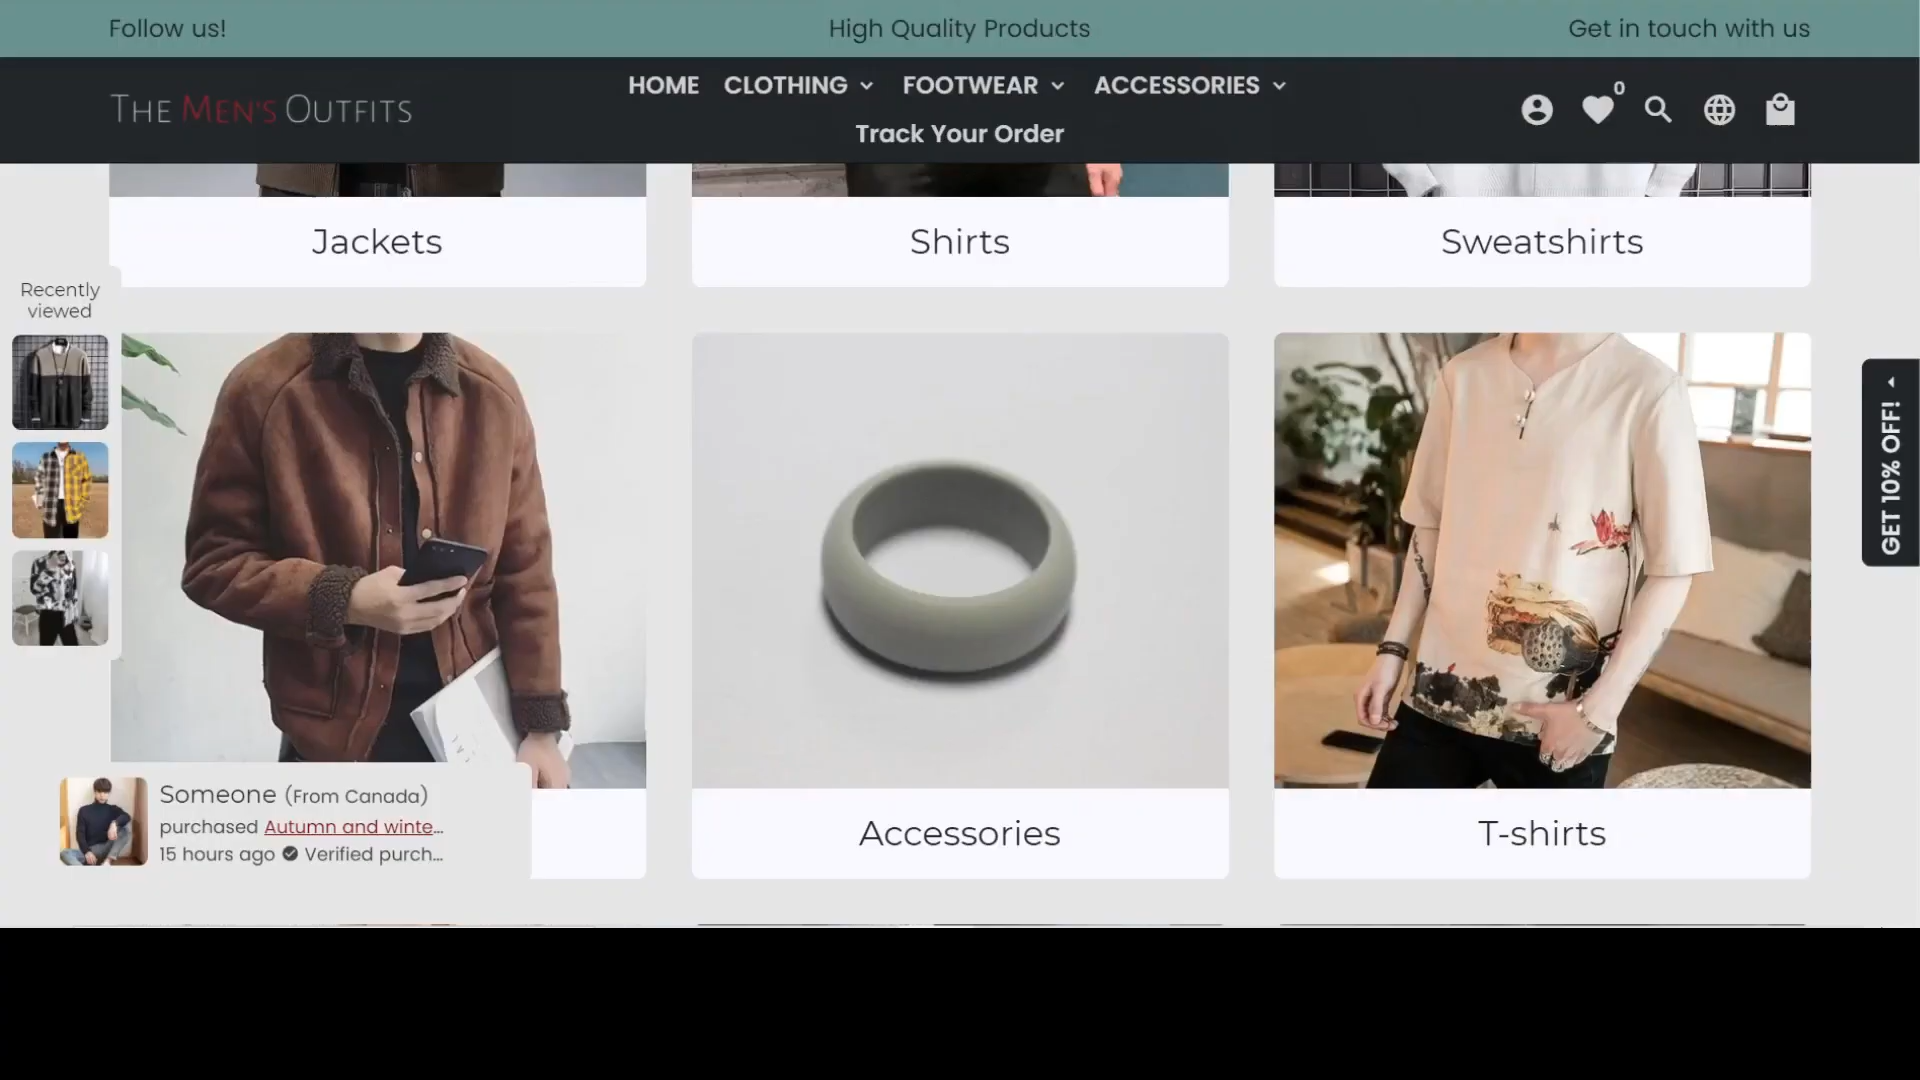 Follow us!
High Quality Products
Get in touch with us
THE MEN'S OUTFITS
HOME CLOTHING FOOTWEAR ACCESSORIES
Track Your Order
0
Jackets
Shirts
Sweatshirts
Recently
viewed
GET 10% OFF!
Someone (From Canada)
purchased Autumn and winte...
15 hours ago Verified purch...
Accessories
T-shirts